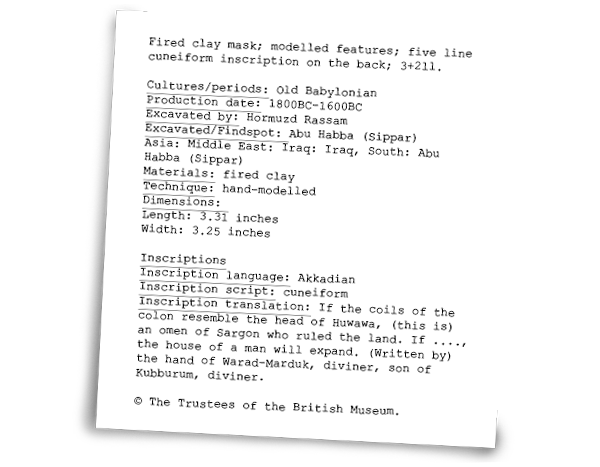 Fired clay mask; modelled features; five line
cuneiform inscription on the back; 3+2ll.
Cultures/periods: Old Babylonian
Production date: 1800BC-1600BC
Excavated by: Hormuzd Rassam
Excavated/Findspot: Abu Habba (Sippar)
Asia: Middle East: Iraq: Iraq, South: Abu
Habba (Sippar)
Materials: fired clay
Technique: hand-modelled
Dimensions:
Length: 3.31 inches
Width: 3.25 inches
Inscriptions
Inscription language: Akkadian
Inscription script: cuneiform
Inscription translation: If the coils of the
colon resemble the head of Huwawa, (this is)
an omen of Sargon who ruled the land. If ....,
the house of a man will expand. (Written by)
the hand of Warad-Marduk, diviner, son of
Kubburum, diviner.
© The Trustees of the British Museum.